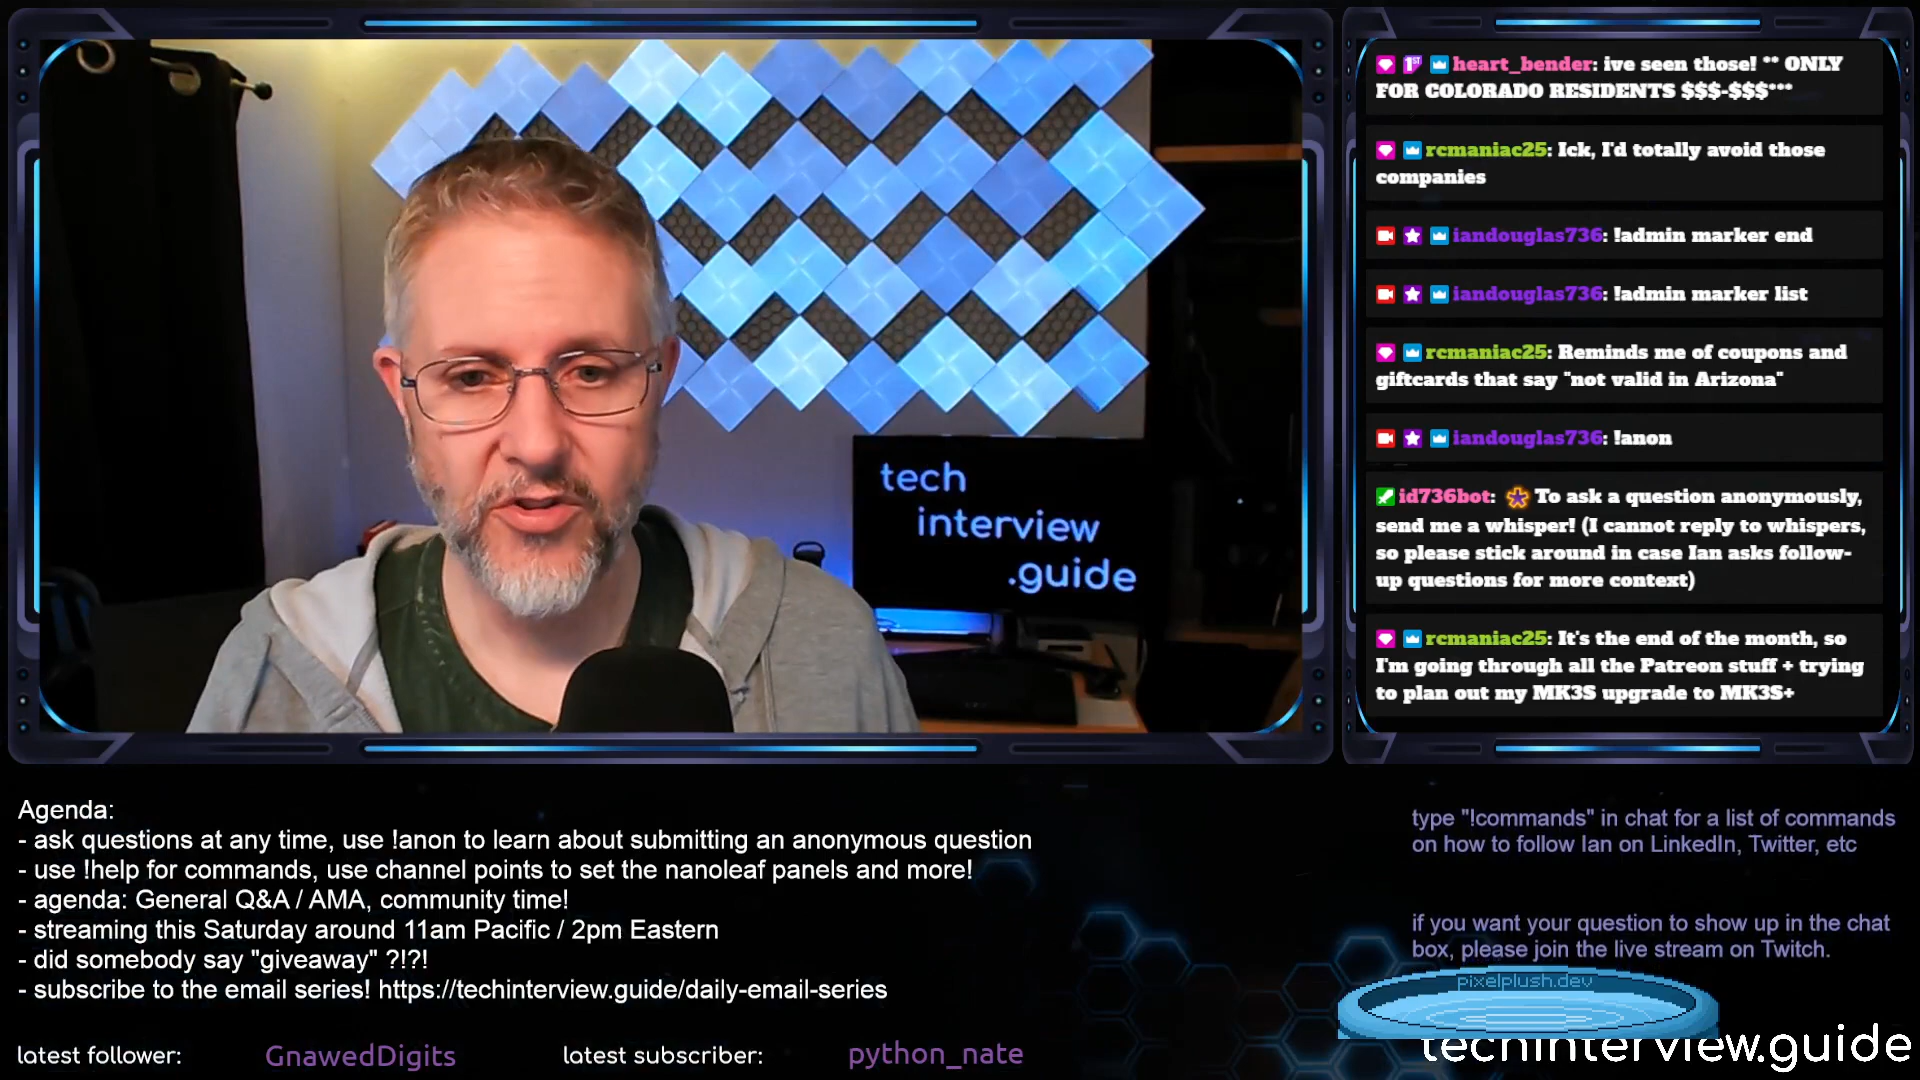 tech
interview
.guide
heart_bender: ive seen those! ** ONLY
FOR COLORADO RESIDENTS $$$-$$$***
rcmaniac25: Ick, I'd totally avoid those
companies
iandouglas736: !admin marker end
iandouglas736: !admin marker list
rcmaniac25: Reminds me of coupons and
giftcards that say "not valid in Arizona"
iandouglas736: !anon
id736bot: To ask a question anonymously,
send me a whisper! (I cannot reply to whispers,
so please stick around in case Ian asks follow-
up questions for more context)
rcmaniac25: It's the end of the month, so
I'm going through all the Patreon stuff + trying
to plan out my MK3S upgrade to MK3S+
Agenda:
- ask questions at any time, use !anon to learn about submitting an anonymous question
- use !help for commands, use channel points to set the nanoleaf panels and more!
- agenda: General Q&A / AMA, community time!
- streaming this Saturday around 11am Pacific / 2pm Eastern
- did somebody say "giveaway" ?!?!
- subscribe to the email series! https://techinterview.guide/daily-email-series
latest follower: GnawedDigits latest subscriber: python_nate
type "!commands" in chat for a list of commands
on how to follow Ian on LinkedIn, Twitter, etc
if you want your question to show up in the chat
box, please join the live stream on Twitch.
pixelplush.dev
techinterview.guide